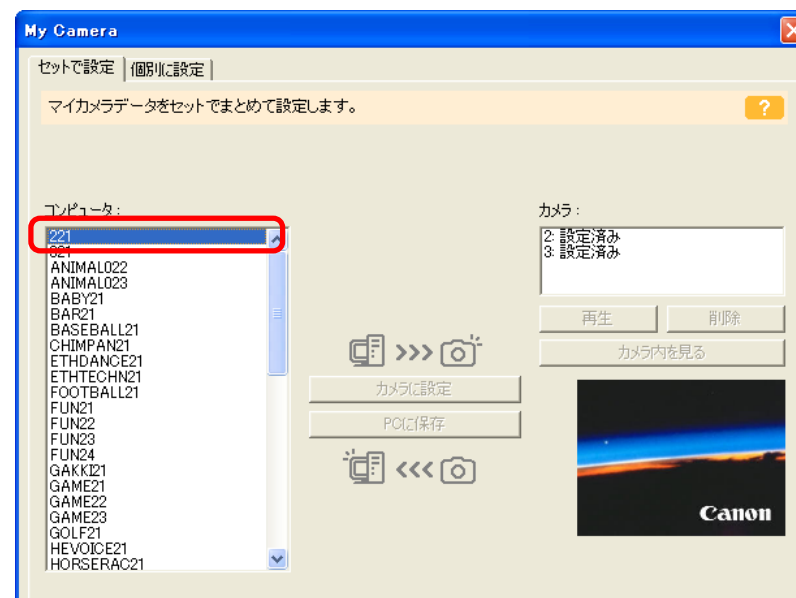 My Camera
セットで設定
個別に設定
マイカメラデータをセットでまとめて設定します。
?
コンピュータ:
221
321
ANIMAL022
ANIMAL023
BABY21
BAR21
BASEBALL21
CHIMPAN21
ETHDANCE21
ETHTECHN21
FOOTBALL21
FUN21
FUN22
FUN23
FUN24
GAKKI21
GAME21
GAME22
GAME23
GOLF21
HEVOICE21
HORSERAC21
>>>
カメラに設定
PCに保存
<<<
カメラ:
2: 設定済み
3: 設定済み
再生
削除
カメラ内を見る
Canon